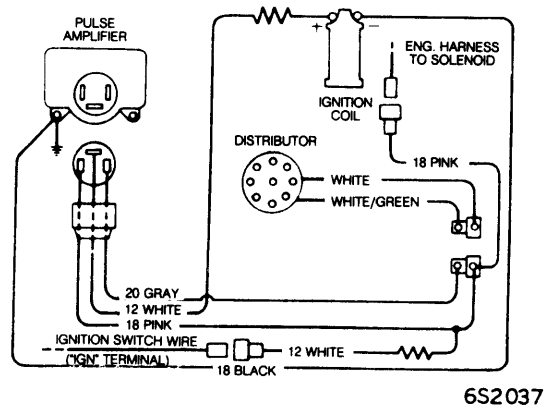 PULSE
AMPLIFIER
+ −
ENG. HARNESS
TO SOLENOID
IGNITION
COIL
DISTRIBUTOR
18 PINK
WHITE
WHITE/GREEN
20 GRAY
12 WHITE
18 PINK
IGNITION SWITCH WIRE
("IGN" TERMINAL)
12 WHITE
18 BLACK
6S2037